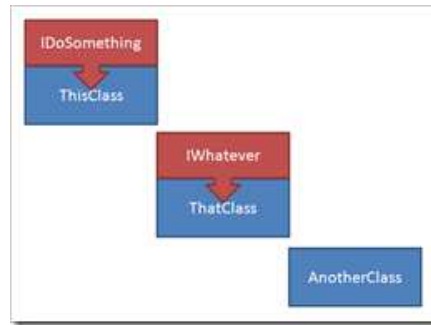 IDoSomething
ThisClass
IWhatever
ThatClass
AnotherClass